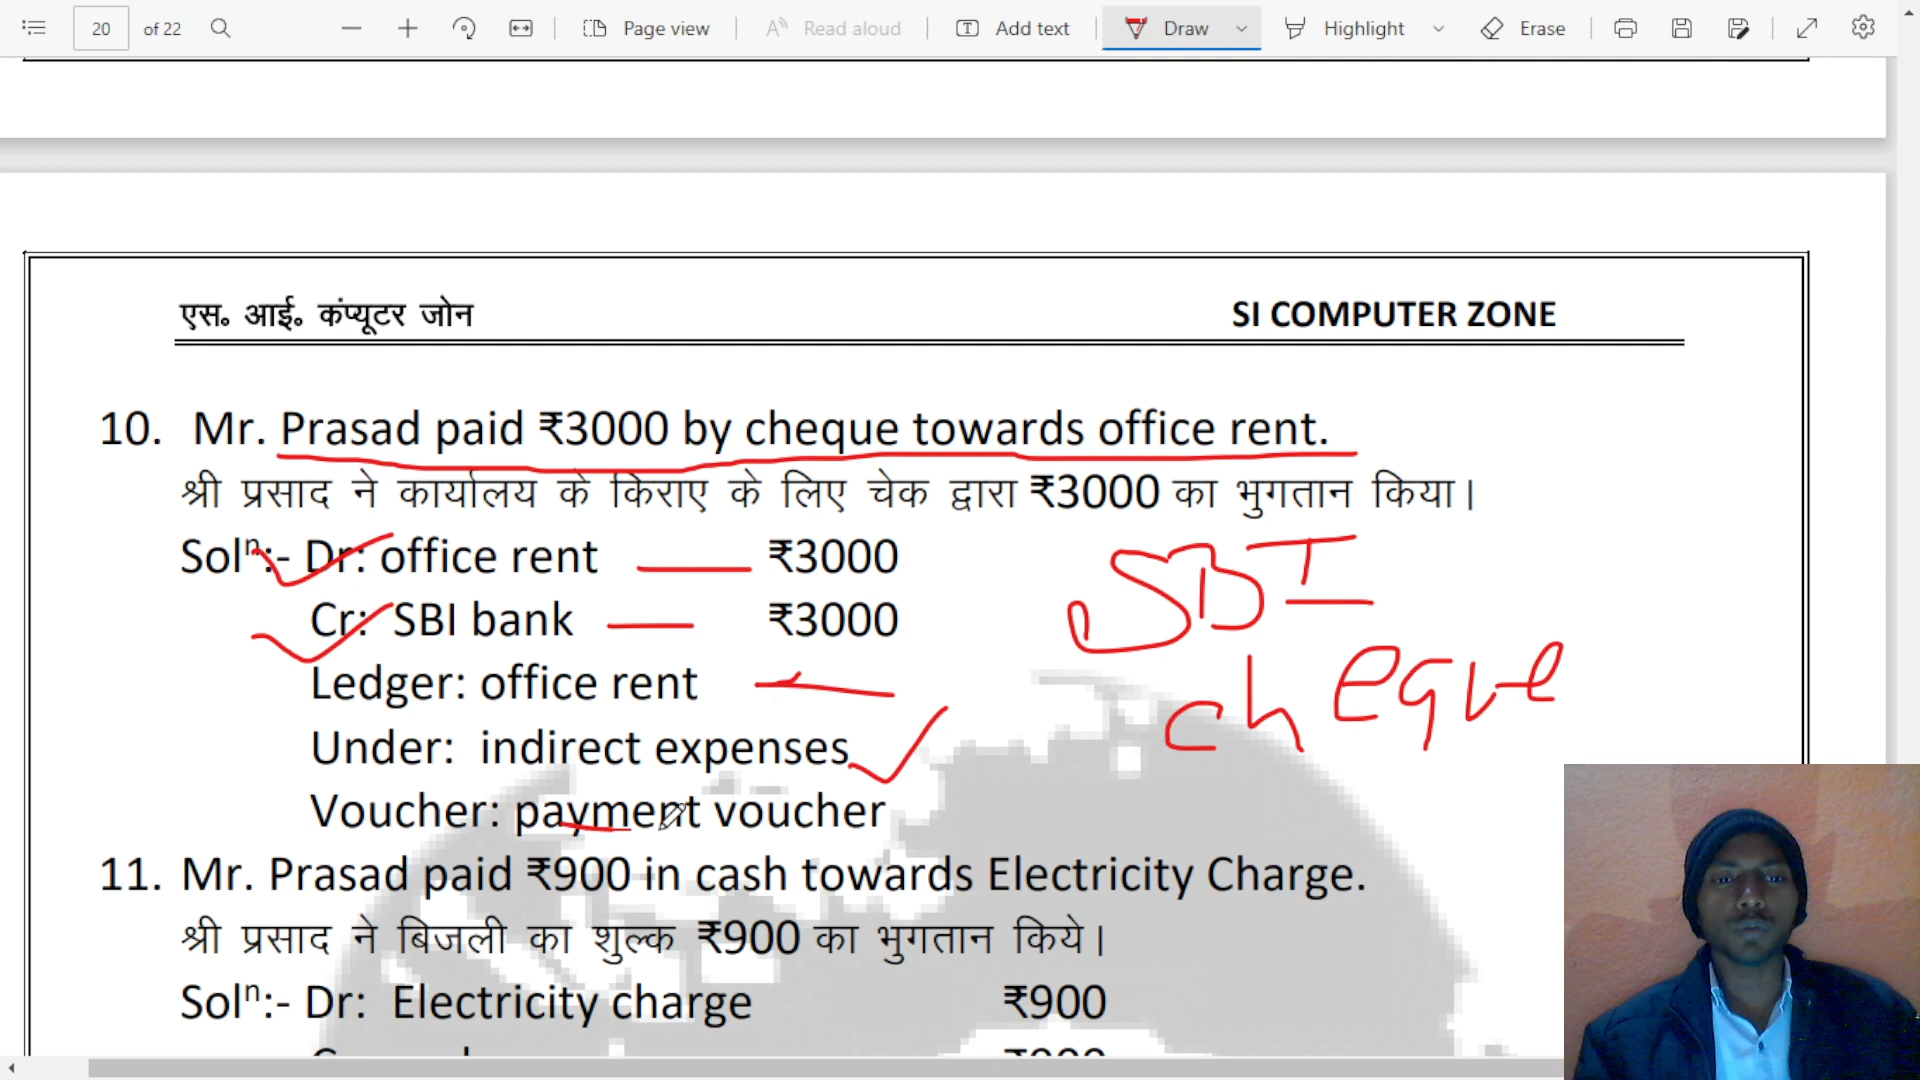 20 of 22 Page view Read aloud Add text Draw Highlight Erase
एस० आई० कंप्यूटर जोन SI COMPUTER ZONE
10. Mr. Prasad paid ₹3000 by cheque towards office rent.
श्री प्रसाद ने कार्यालय के किराए के लिए चेक द्वारा ₹3000 का भुगतान किया।
Solⁿ:- Dr: office rent ₹3000
SBI
Cr: SBI bank ₹3000
cheque
Ledger: office rent
Under: indirect expenses
Voucher: payment voucher
11. Mr. Prasad paid ₹900 in cash towards Electricity Charge.
श्री प्रसाद ने बिजली का शुल्क ₹900 का भुगतान किये।
Solⁿ:- Dr: Electricity charge ₹900